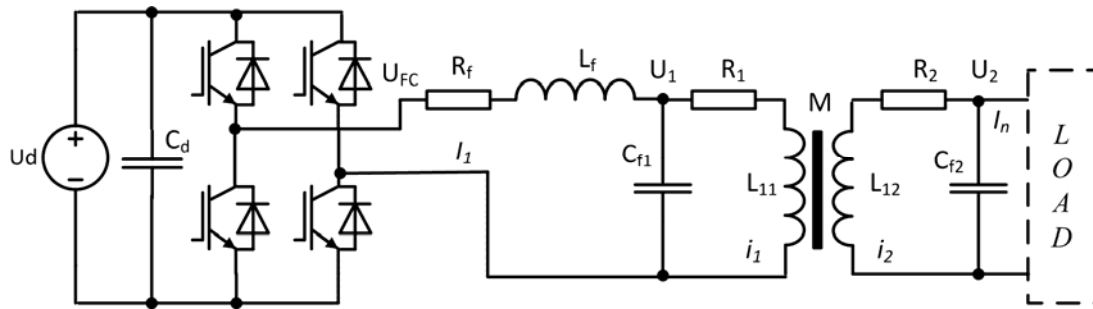 Ud
+
−
C_d
U_FC
R_f
L_f
U_1
R_1
M
R_2
U_2
I_1
C_f1
L_11
L_12
C_f2
I_n
i_1
i_2
L
O
A
D